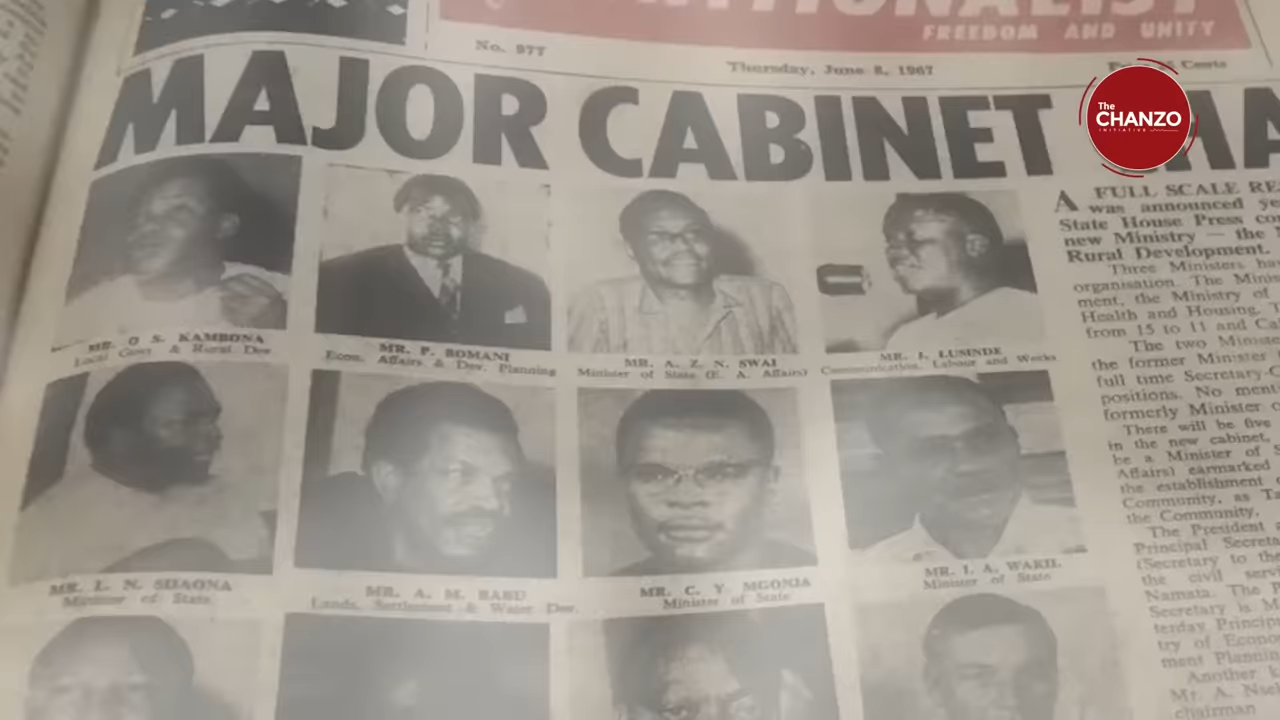 NATIONALIST
FREEDOM AND UNITY
No. 977
Thursday, June 8, 1967
Cents
MAJOR CABINET
The
CHANZO
INITIATIVE
MR. O S. KAMBONA
Local Govt & Rural Dev
MR. P. BOMANI
Econ. Affairs & Dev. Planning
MR. A. Z. N. SWAI
Minister of State (E. A. Affairs)
MR. J. LUSINDE
Communication, Labour and Works
MR. L. N. SIJAONA
Minister of State
MR. A. M. BABU
Lands, Settlement & Water Dev.
MR. C. Y. MGONJA
Minister of State
MR. I. A. WAKIL
Minister of State
A FULL SCALE RE
was announced ye
State House Press co
new Ministry — the
Rural Development.
Three Ministers ha
organisation. The Minis
ment, the Ministry of
Health and Housing. T
from 15 to 11 and Ca
The two Minist
the former Minister
full time Secretary-C
positions. No ment
formerly Minister
There will be five
in the new cabinet,
be a Minister of S
Affairs) earmarked
the establishment
Community, as Ta
the Community.
The President
Principal Secreta
(Secretary to the
the civil serv
Namata. The P
Secretary is M
terday Princip
try of Econo
ment Planning
Another k
Mr. A. Nsek
chairman